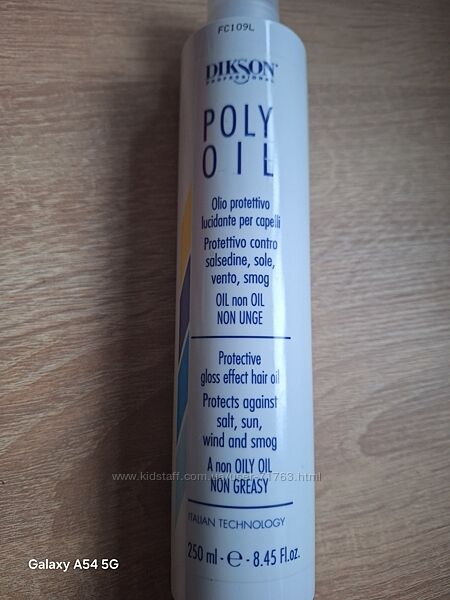 FC109L
DIKSON
PROFESSIONAL
POLY
OIL
Olio protettivo
lucidante per capelli
Protettivo contro
salsedine, sole,
vento, smog
OIL non OIL
NON UNGE
Protective
gloss effect hair oil
Protects against
salt, sun,
wind and smog
A non OILY OIL
NON GREASY
ITALIAN TECHNOLOGY
250 ml - e - 8.45 Fl.oz.
Galaxy A54 5G